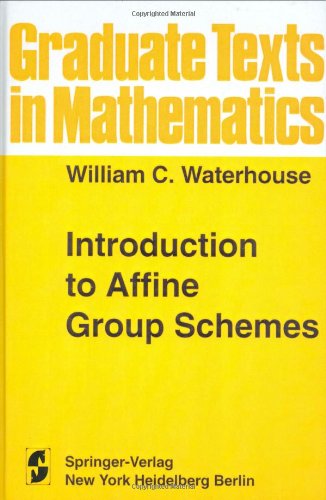 Graduate Texts
in Mathematics
William C. Waterhouse
Introduction
to Affine
Group Schemes
Springer-Verlag
New York Heidelberg Berlin